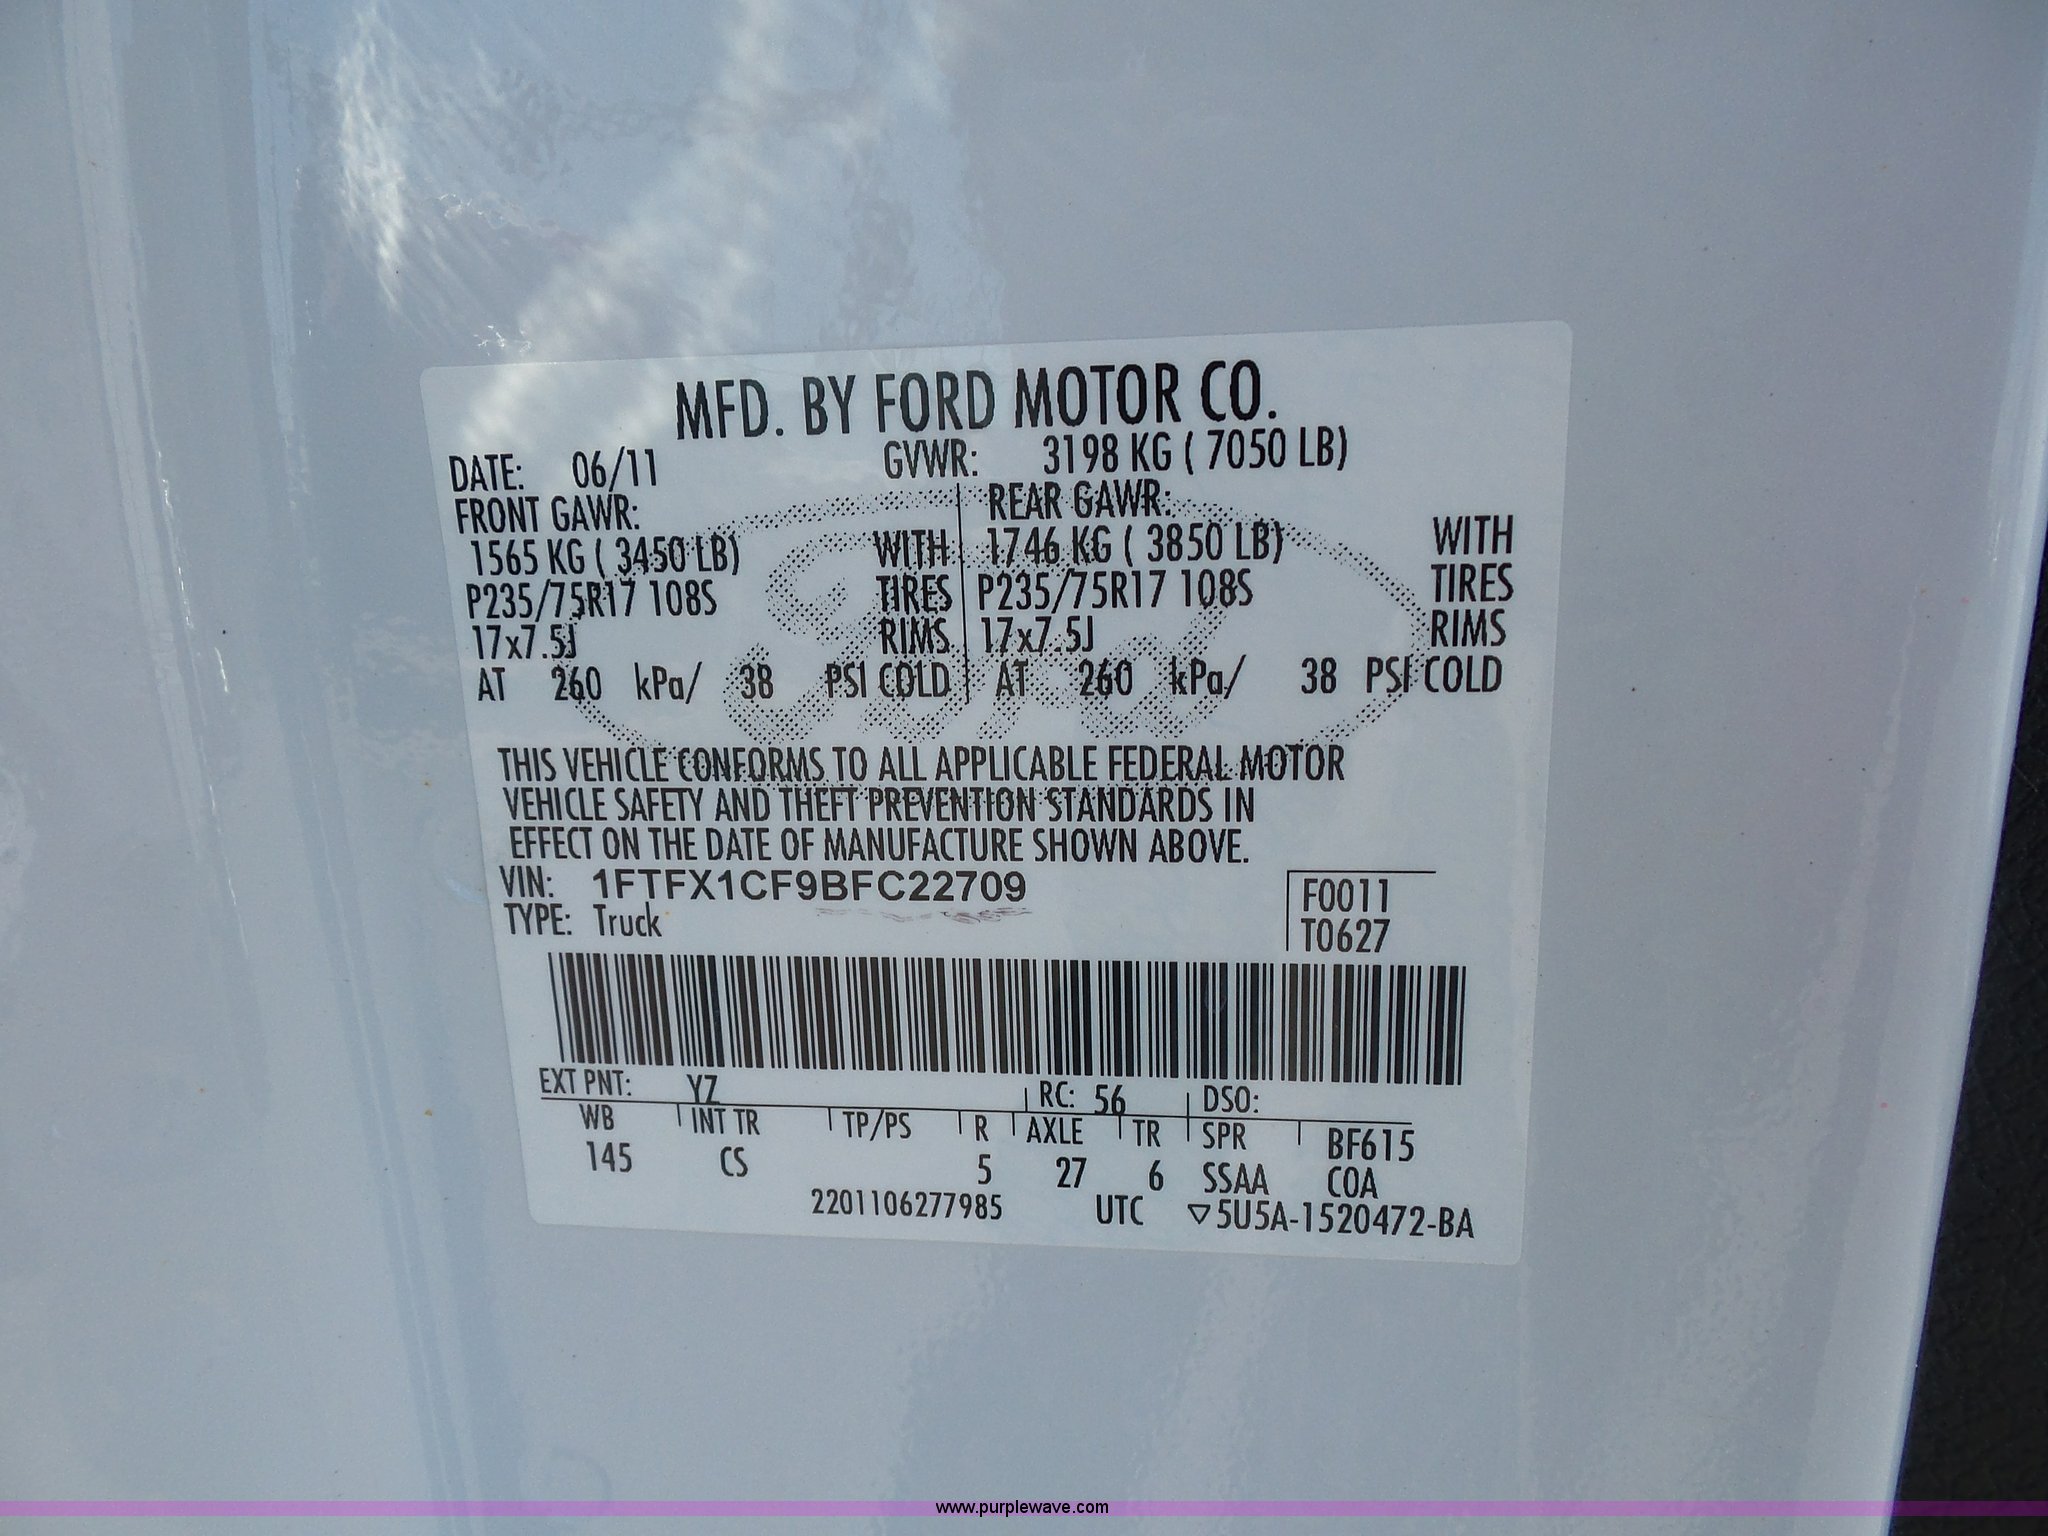 MFD. BY FORD MOTOR CO.
DATE: 06/11 GVWR: 3198 KG ( 7050 LB)
FRONT GAWR: REAR GAWR:
1565 KG ( 3450 LB) WITH 1746 KG ( 3850 LB) WITH
P235/75R17 108S TIRES P235/75R17 108S TIRES
17x7.5J RIMS 17x7.5J RIMS
AT 260 kPa/ 38 PSI COLD AT 260 kPa/ 38 PSI COLD
Ford
THIS VEHICLE CONFORMS TO ALL APPLICABLE FEDERAL MOTOR
VEHICLE SAFETY AND THEFT PREVENTION STANDARDS IN
EFFECT ON THE DATE OF MANUFACTURE SHOWN ABOVE.
VIN: 1FTFX1CF9BFC22709 F0011
TYPE: Truck T0627
EXT PNT: YZ RC: 56 DSO:
WB INT TR TP/PS R AXLE TR SPR BF615
145 CS 5 27 6 SSAA COA
2201106277985 UTC ▽5U5A-1520472-BA
www.purplewave.com